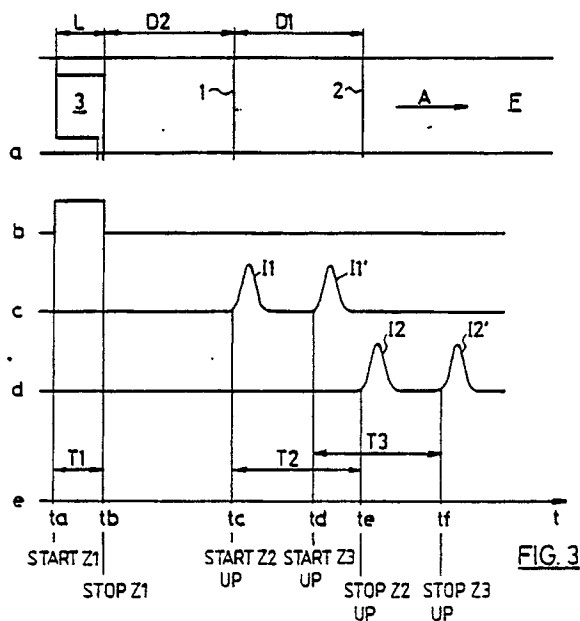 L D2 D1
3 1 2 A E
a
b
I1 I1'
c
I2 I2'
d
T1 T2 T3
e
ta tb tc td te tf t
START Z1 START Z2 START Z3
UP UP
FIG. 3
STOP Z1 STOP Z2 STOP Z3
UP UP